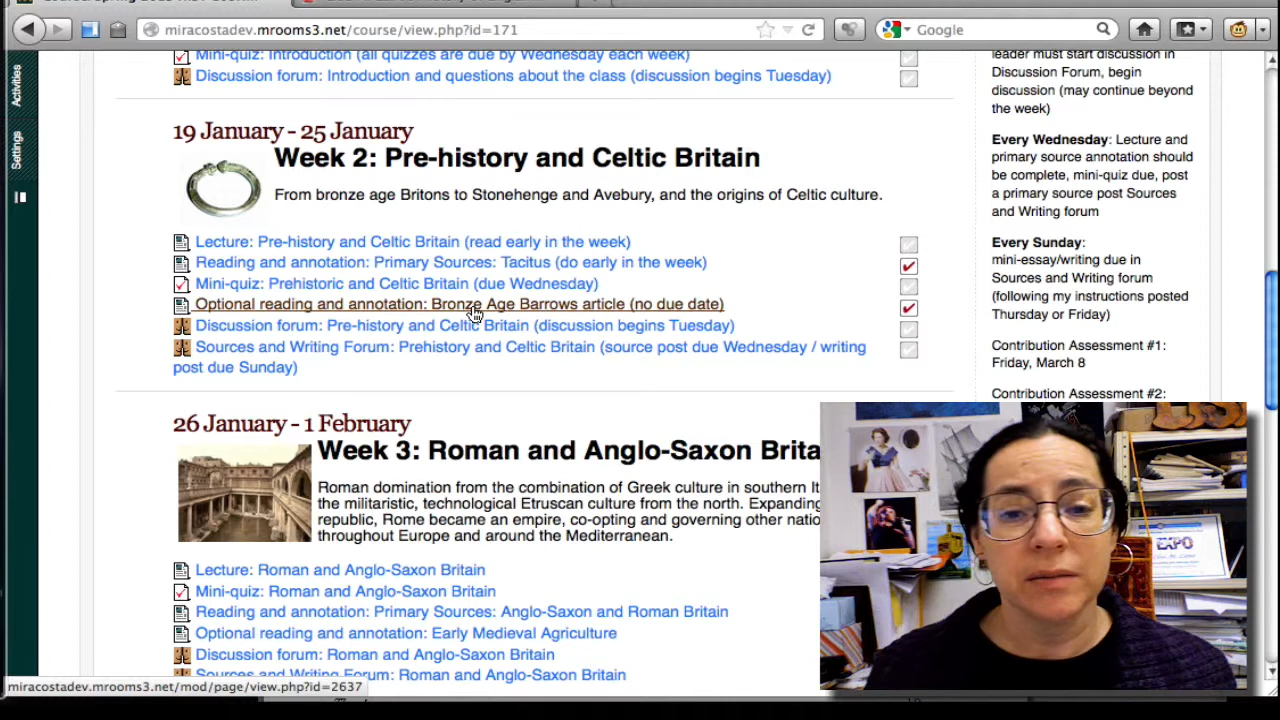 miracostadev.mrooms3.net/course/view.php?id=171
Google
Activities
Settings
Mini-quiz: Introduction (all quizzes are due by Wednesday each week)
Discussion forum: Introduction and questions about the class (discussion begins Tuesday)
19 January - 25 January
Week 2: Pre-history and Celtic Britain
From bronze age Britons to Stonehenge and Avebury, and the origins of Celtic culture.
Lecture: Pre-history and Celtic Britain (read early in the week)
Reading and annotation: Primary Sources: Tacitus (do early in the week)
Mini-quiz: Prehistoric and Celtic Britain (due Wednesday)
Optional reading and annotation: Bronze Age Barrows article (no due date)
Discussion forum: Pre-history and Celtic Britain (discussion begins Tuesday)
Sources and Writing Forum: Prehistory and Celtic Britain (source post due Wednesday / writing
post due Sunday)
26 January - 1 February
Week 3: Roman and Anglo-Saxon Brita
Roman domination from the combination of Greek culture in southern It
the militaristic, technological Etruscan culture from the north. Expanding
republic, Rome became an empire, co-opting and governing other natio
throughout Europe and around the Mediterranean.
Lecture: Roman and Anglo-Saxon Britain
Mini-quiz: Roman and Anglo-Saxon Britain
Reading and annotation: Primary Sources: Anglo-Saxon and Roman Britain
Optional reading and annotation: Early Medieval Agriculture
Discussion forum: Roman and Anglo-Saxon Britain
Sources and Writing Forum: Roman and Anglo-Saxon Britain
leader must start discussion in
Discussion Forum, begin
discussion (may continue beyond
the week)
Every Wednesday: Lecture and
primary source annotation should
be complete, mini-quiz due, post
a primary source post Sources
and Writing forum
Every Sunday:
mini-essay/writing due in
Sources and Writing forum
(following my instructions posted
Thursday or Friday)
Contribution Assessment #1:
Friday, March 8
Contribution Assessment #2:
EXPO
miracostadev.mrooms3.net/mod/page/view.php?id=2637